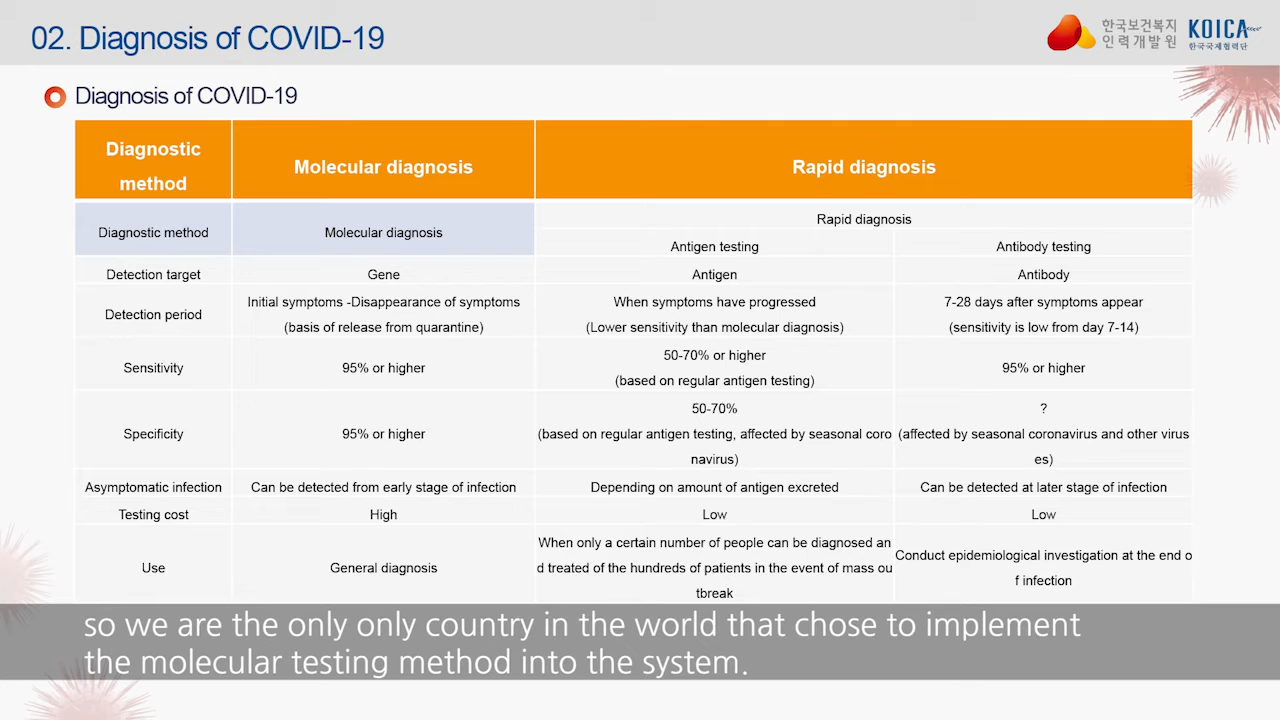 02. Diagnosis of COVID-19
한국보건복지
인력개발원
KOICA
한국국제협력단
Diagnosis of COVID-19
Diagnostic
method
Molecular diagnosis
Rapid diagnosis
Diagnostic method
Molecular diagnosis
Rapid diagnosis
Antigen testing
Antibody testing
Detection target
Gene
Antigen
Antibody
Detection period
Initial symptoms -Disappearance of symptoms
(basis of release from quarantine)
When symptoms have progressed
(Lower sensitivity than molecular diagnosis)
7-28 days after symptoms appear
(sensitivity is low from day 7-14)
Sensitivity
95% or higher
50-70% or higher
(based on regular antigen testing)
95% or higher
Specificity
95% or higher
50-70%
(based on regular antigen testing, affected by seasonal coro
navirus)
?
(affected by seasonal coronavirus and other virus
es)
Asymptomatic infection
Can be detected from early stage of infection
Depending on amount of antigen excreted
Can be detected at later stage of infection
Testing cost
High
Low
Low
Use
General diagnosis
When only a certain number of people can be diagnosed an
d treated of the hundreds of patients in the event of mass ou
tbreak
Conduct epidemiological investigation at the end o
f infection
so we are the only only country in the world that chose to implement
the molecular testing method into the system.